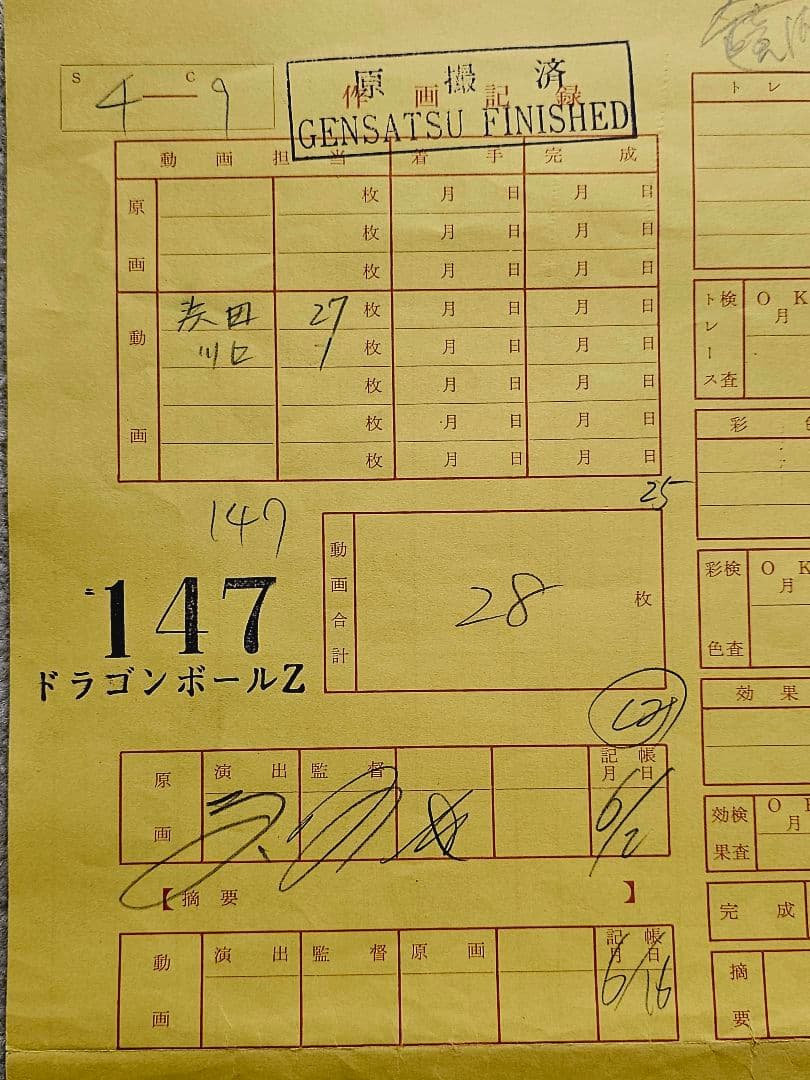 S C
4 — 9
原 撮 済
作 画 記 録
GENSATSU FINISHED
動 画 担 当 着 手 完 成
原 画
枚 月 日 月 日
枚 月 日 月 日
枚 月 日 月 日
動 画
27 枚 月 日 月 日
川口 1 枚 月 日 月 日
枚 月 日 月 日
枚 月 日 月 日
枚 月 日 月 日
25
147
動画合計
28 枚
147
ドラゴンボールZ
原 画
演 出 監 督 記 帳
月 日
6/2
【 摘 要 】
動 画
演 出 監 督 原 画 記 帳
月 日
6/16
ト レ
トレース 検査
O K
月
彩
彩色 検査
O K
月
効 果
効果 検査
O
月
完 成
摘 要